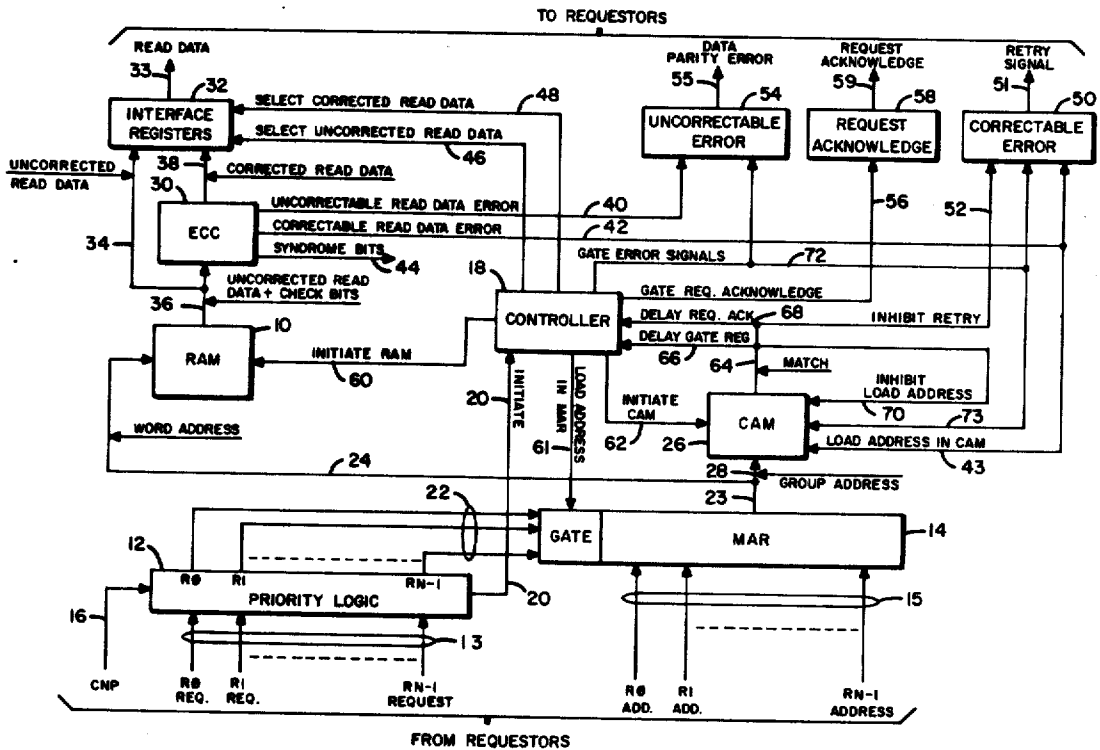 TO REQUESTORS
READ DATA
33
32
INTERFACE
REGISTERS
SELECT CORRECTED READ DATA
48
SELECT UNCORRECTED READ DATA
46
DATA
PARITY ERROR
55
54
UNCORRECTABLE
ERROR
REQUEST
ACKNOWLEDGE
59
58
REQUEST
ACKNOWLEDGE
RETRY
SIGNAL
51
50
CORRECTABLE
ERROR
UNCORRECTED
READ DATA
38
CORRECTED READ DATA
30
ECC
UNCORRECTABLE READ DATA ERROR
40
CORRECTABLE READ DATA ERROR
42
SYNDROME BITS
44
34
56
52
GATE ERROR SIGNALS
72
36
UNCORRECTED READ
DATA + CHECK BITS
18
CONTROLLER
GATE REQ. ACKNOWLEDGE
DELAY REQ. ACK
68
INHIBIT RETRY
DELAY GATE REG
66
64
MATCH
10
RAM
INITIATE RAM
60
20
INITIATE
LOAD ADDRESS
IN MAR
61
INITIATE
CAM
62
INHIBIT
LOAD ADDRESS
70
CAM
26
73
LOAD ADDRESS IN CAM
43
WORD ADDRESS
24
28
GROUP ADDRESS
23
22
GATE
MAR
14
12
RØ
R1
RN-1
PRIORITY LOGIC
20
16
13
15
CNP
RØ
REQ.
R1
REQ.
RN-1
REQUEST
RØ
ADD.
R1
ADD.
RN-1
ADDRESS
FROM REQUESTORS